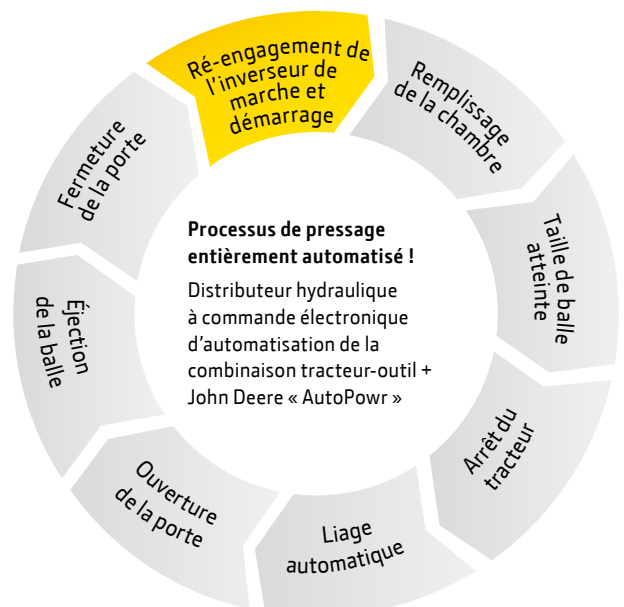 Ré-engagement de
l’inverseur de
marche et
démarrage
Remplissage
de la chambre
Taille de balle
atteinte
Arrêt du
tracteur
Liage
automatique
Ouverture
de la porte
Éjection
de la balle
Fermeture
de la porte
Processus de pressage
entièrement automatisé !
Distributeur hydraulique
à commande électronique
d’automatisation de la
combinaison tracteur-outil +
John Deere « AutoPowr »